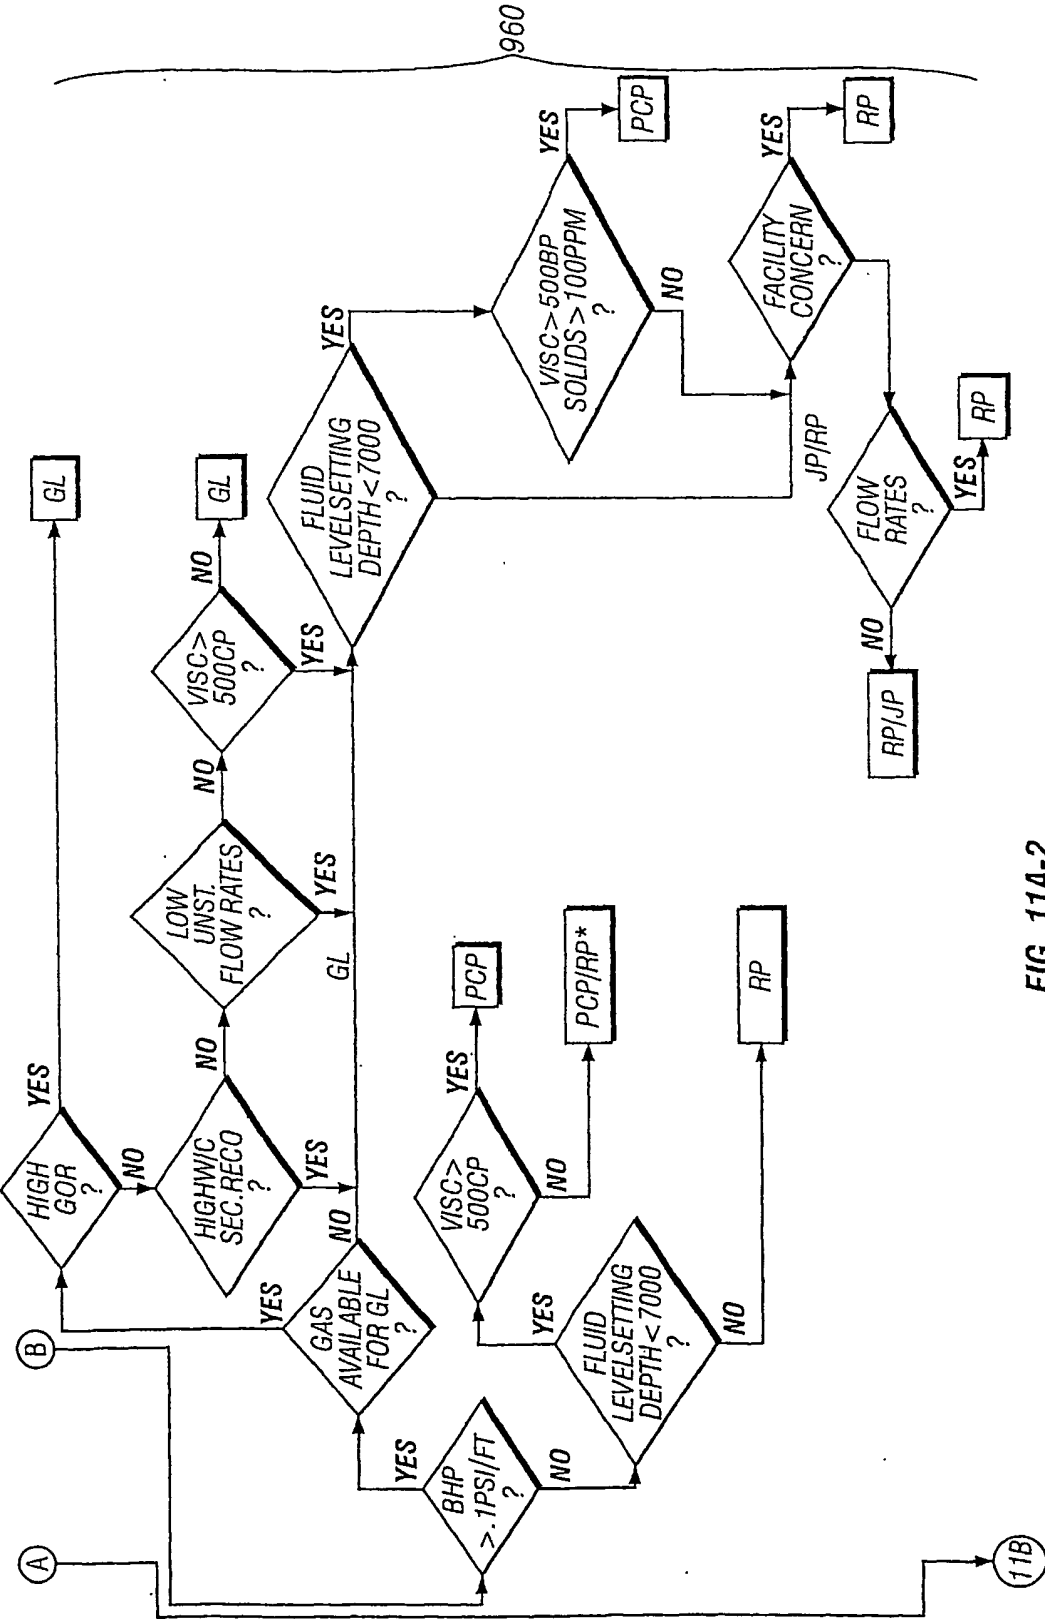 A
B
11B
BHP
>.1PSI/FT
?
YES
NO
GAS
AVAILABLE
FOR GL
?
YES
NO
HIGH
GOR
?
YES
NO
GL
HIGHWIC
SEC.RECO
?
NO
YES
LOW
UNST.
FLOW RATES
?
NO
YES
GL
VISC>
500CP
?
NO
YES
GL
FLUID
LEVELSETTING
DEPTH<7000
?
YES
NO
VISC>
500CP
?
YES
NO
PCP
PCP/RP*
RP
FLUID
LEVELSETTING
DEPTH<7000
?
YES
VISC>500BP
SOLIDS>100PPM
?
YES
NO
PCP
JP/RP
FACILITY
CONCERN
?
YES
RP
FLOW
RATES
?
YES
NO
RP
RP/JP
960
FIG. 11A-2